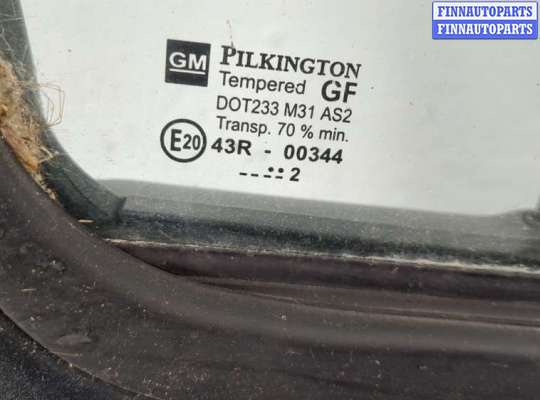 FINNAUTOPARTS
FINNAUTOPARTS
GM PILKINGTON
Tempered GF
DOT233 M31 AS2
Transp. 70 % min.
E20 43R - 00344
2